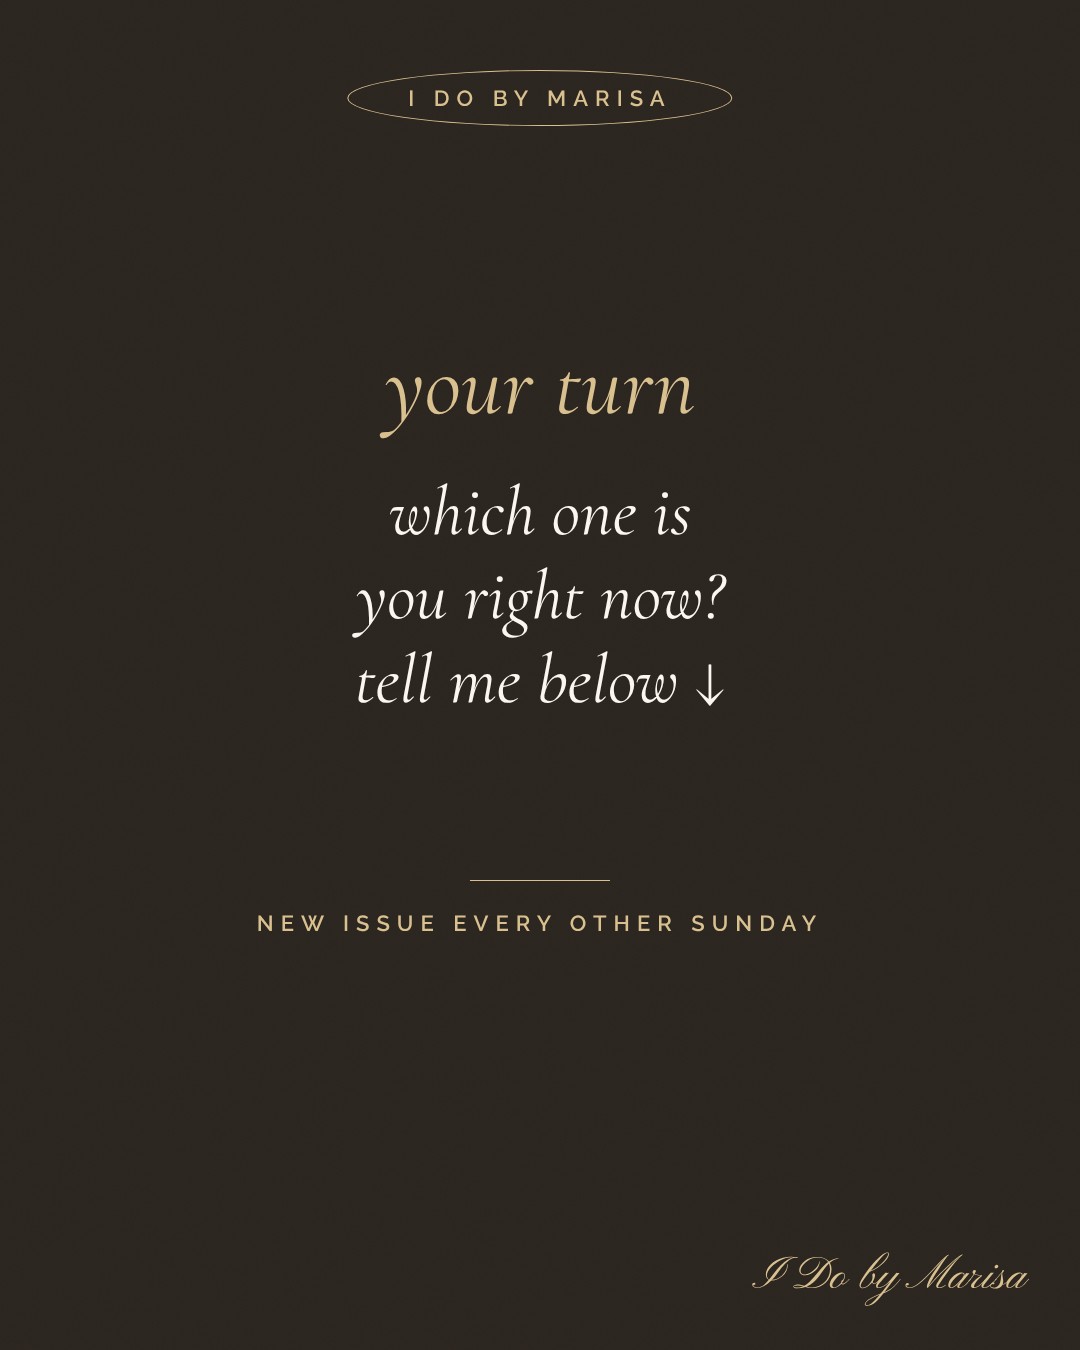 I DO BY MARISA
your turn
which one is
you right now?
tell me below ↓
NEW ISSUE EVERY OTHER SUNDAY
I Do by Marisa